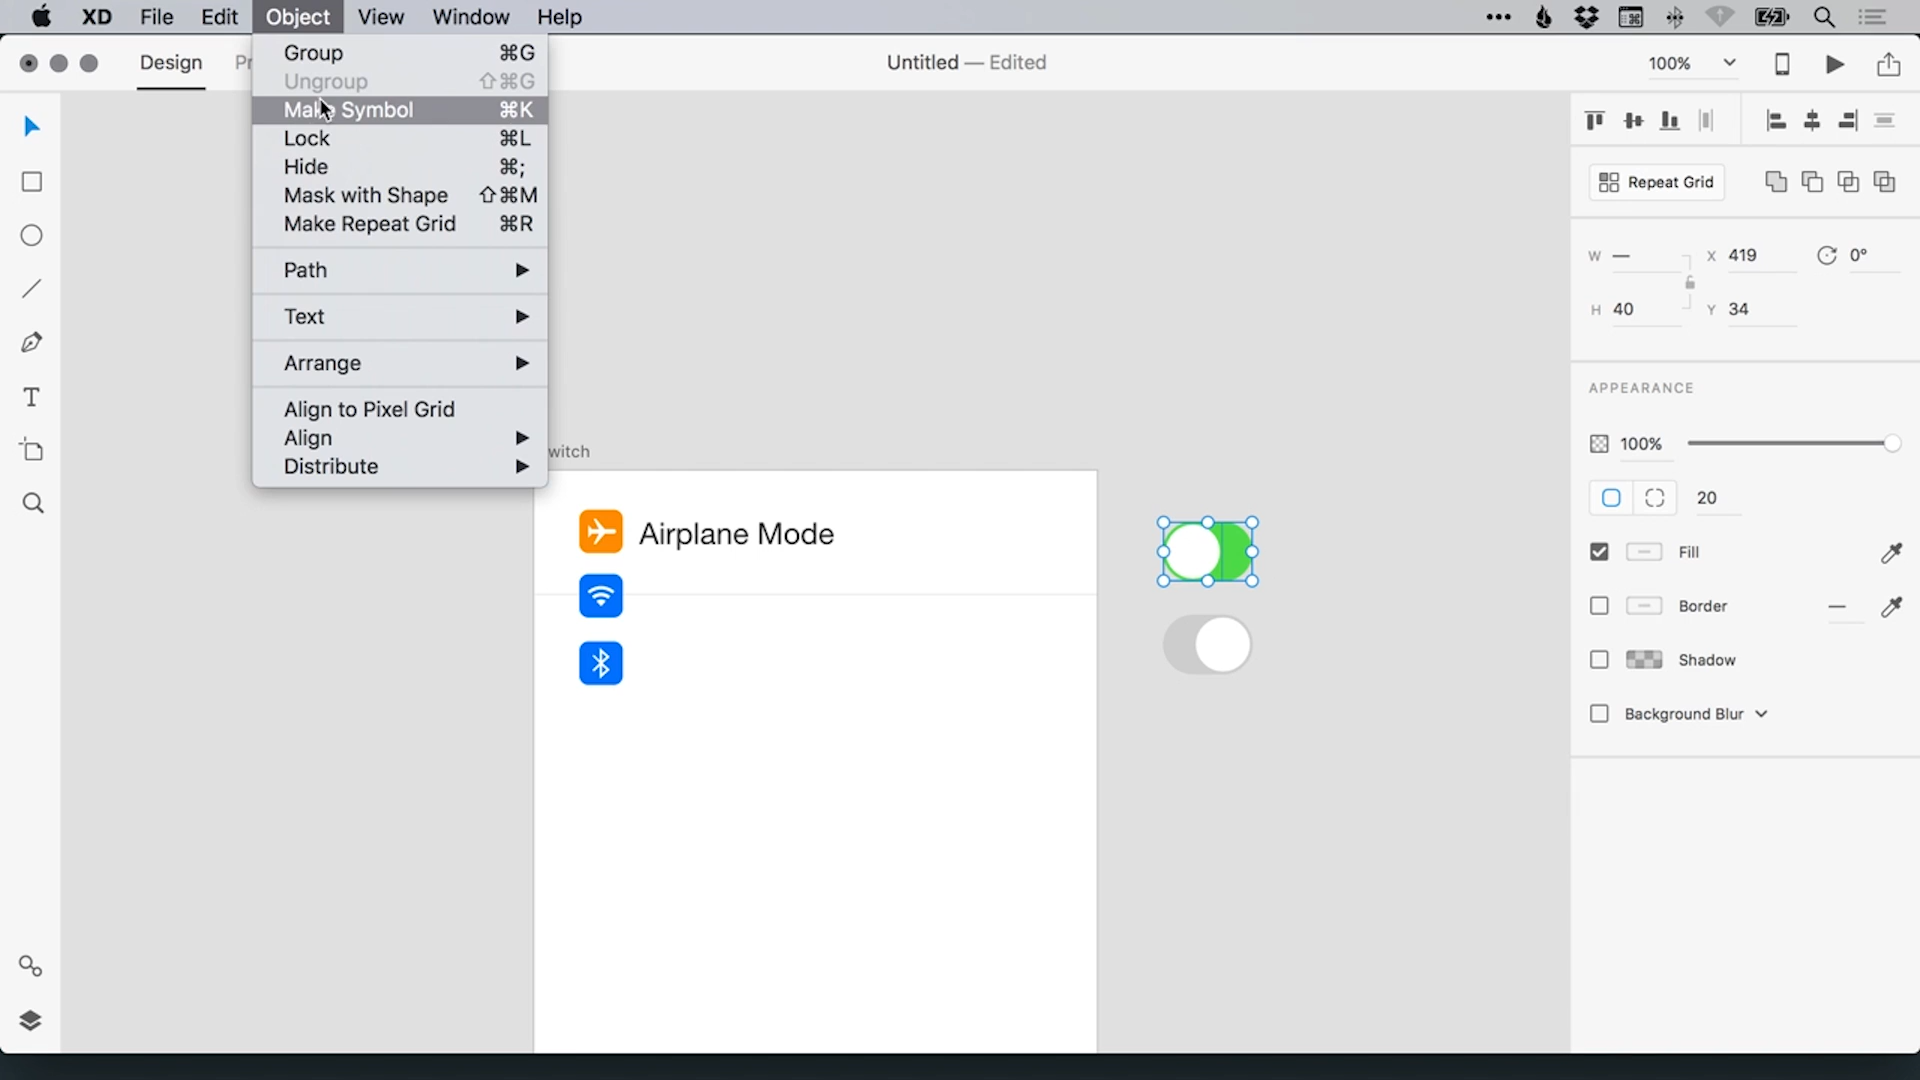 XD File Edit Object View Window Help
Design Pr
Untitled — Edited
100%
Group ⌘G
Ungroup ⇧⌘G
Make Symbol ⌘K
Lock ⌘L
Hide ⌘;
Mask with Shape ⇧⌘M
Make Repeat Grid ⌘R
Path
Text
Arrange
Align to Pixel Grid
Align
Distribute
witch
Airplane Mode
Repeat Grid
W — X 419 0°
H 40 Y 34
APPEARANCE
100%
20
Fill
Border —
Shadow
Background Blur